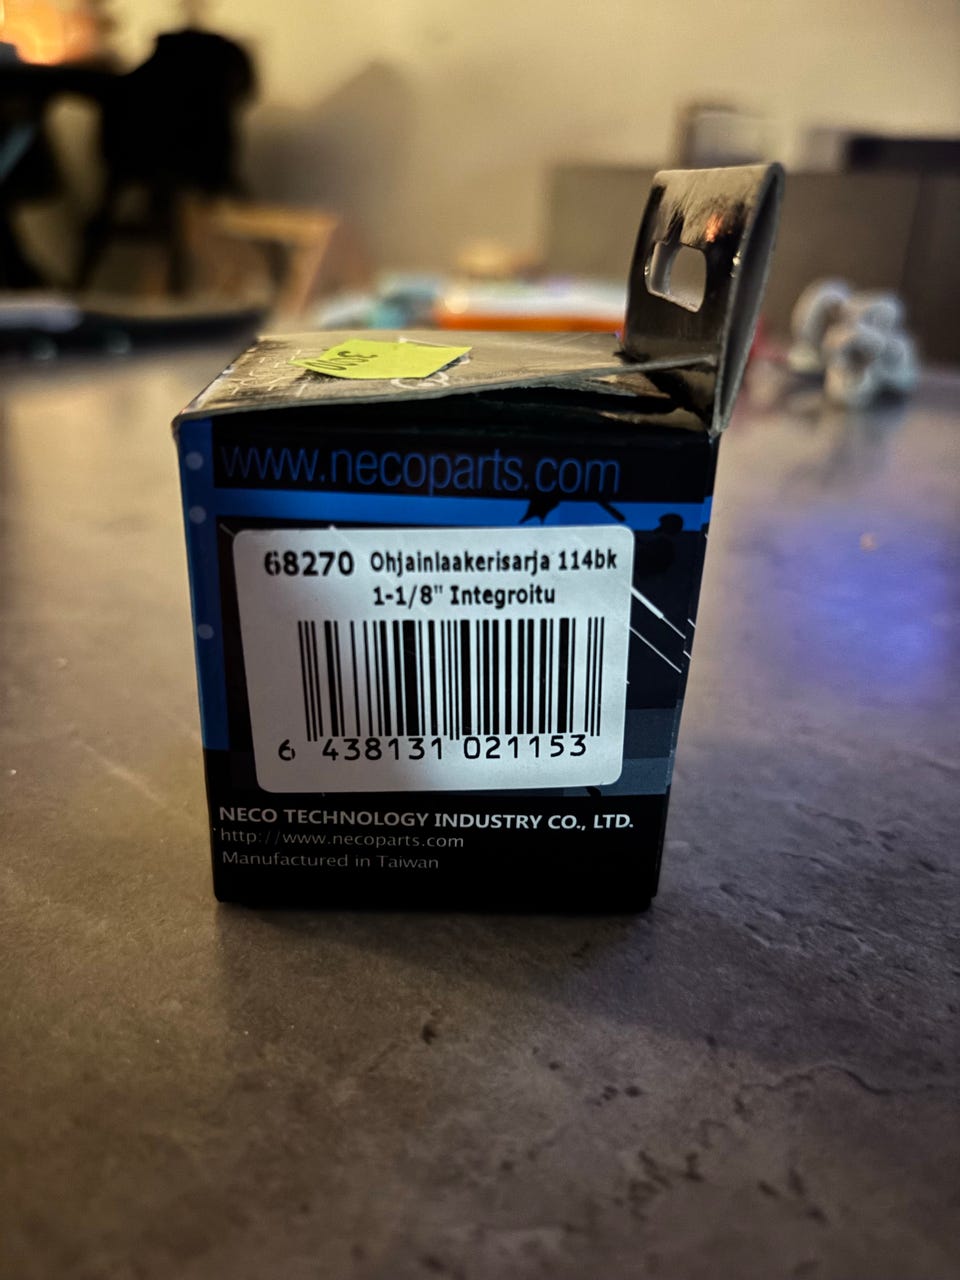 www.necoparts.com
68270 Ohjainlaakerisarja 114bk
1-1/8" Integroitu
6 438131 021153
NECO TECHNOLOGY INDUSTRY CO., LTD.
http://www.necoparts.com
Manufactured in Taiwan